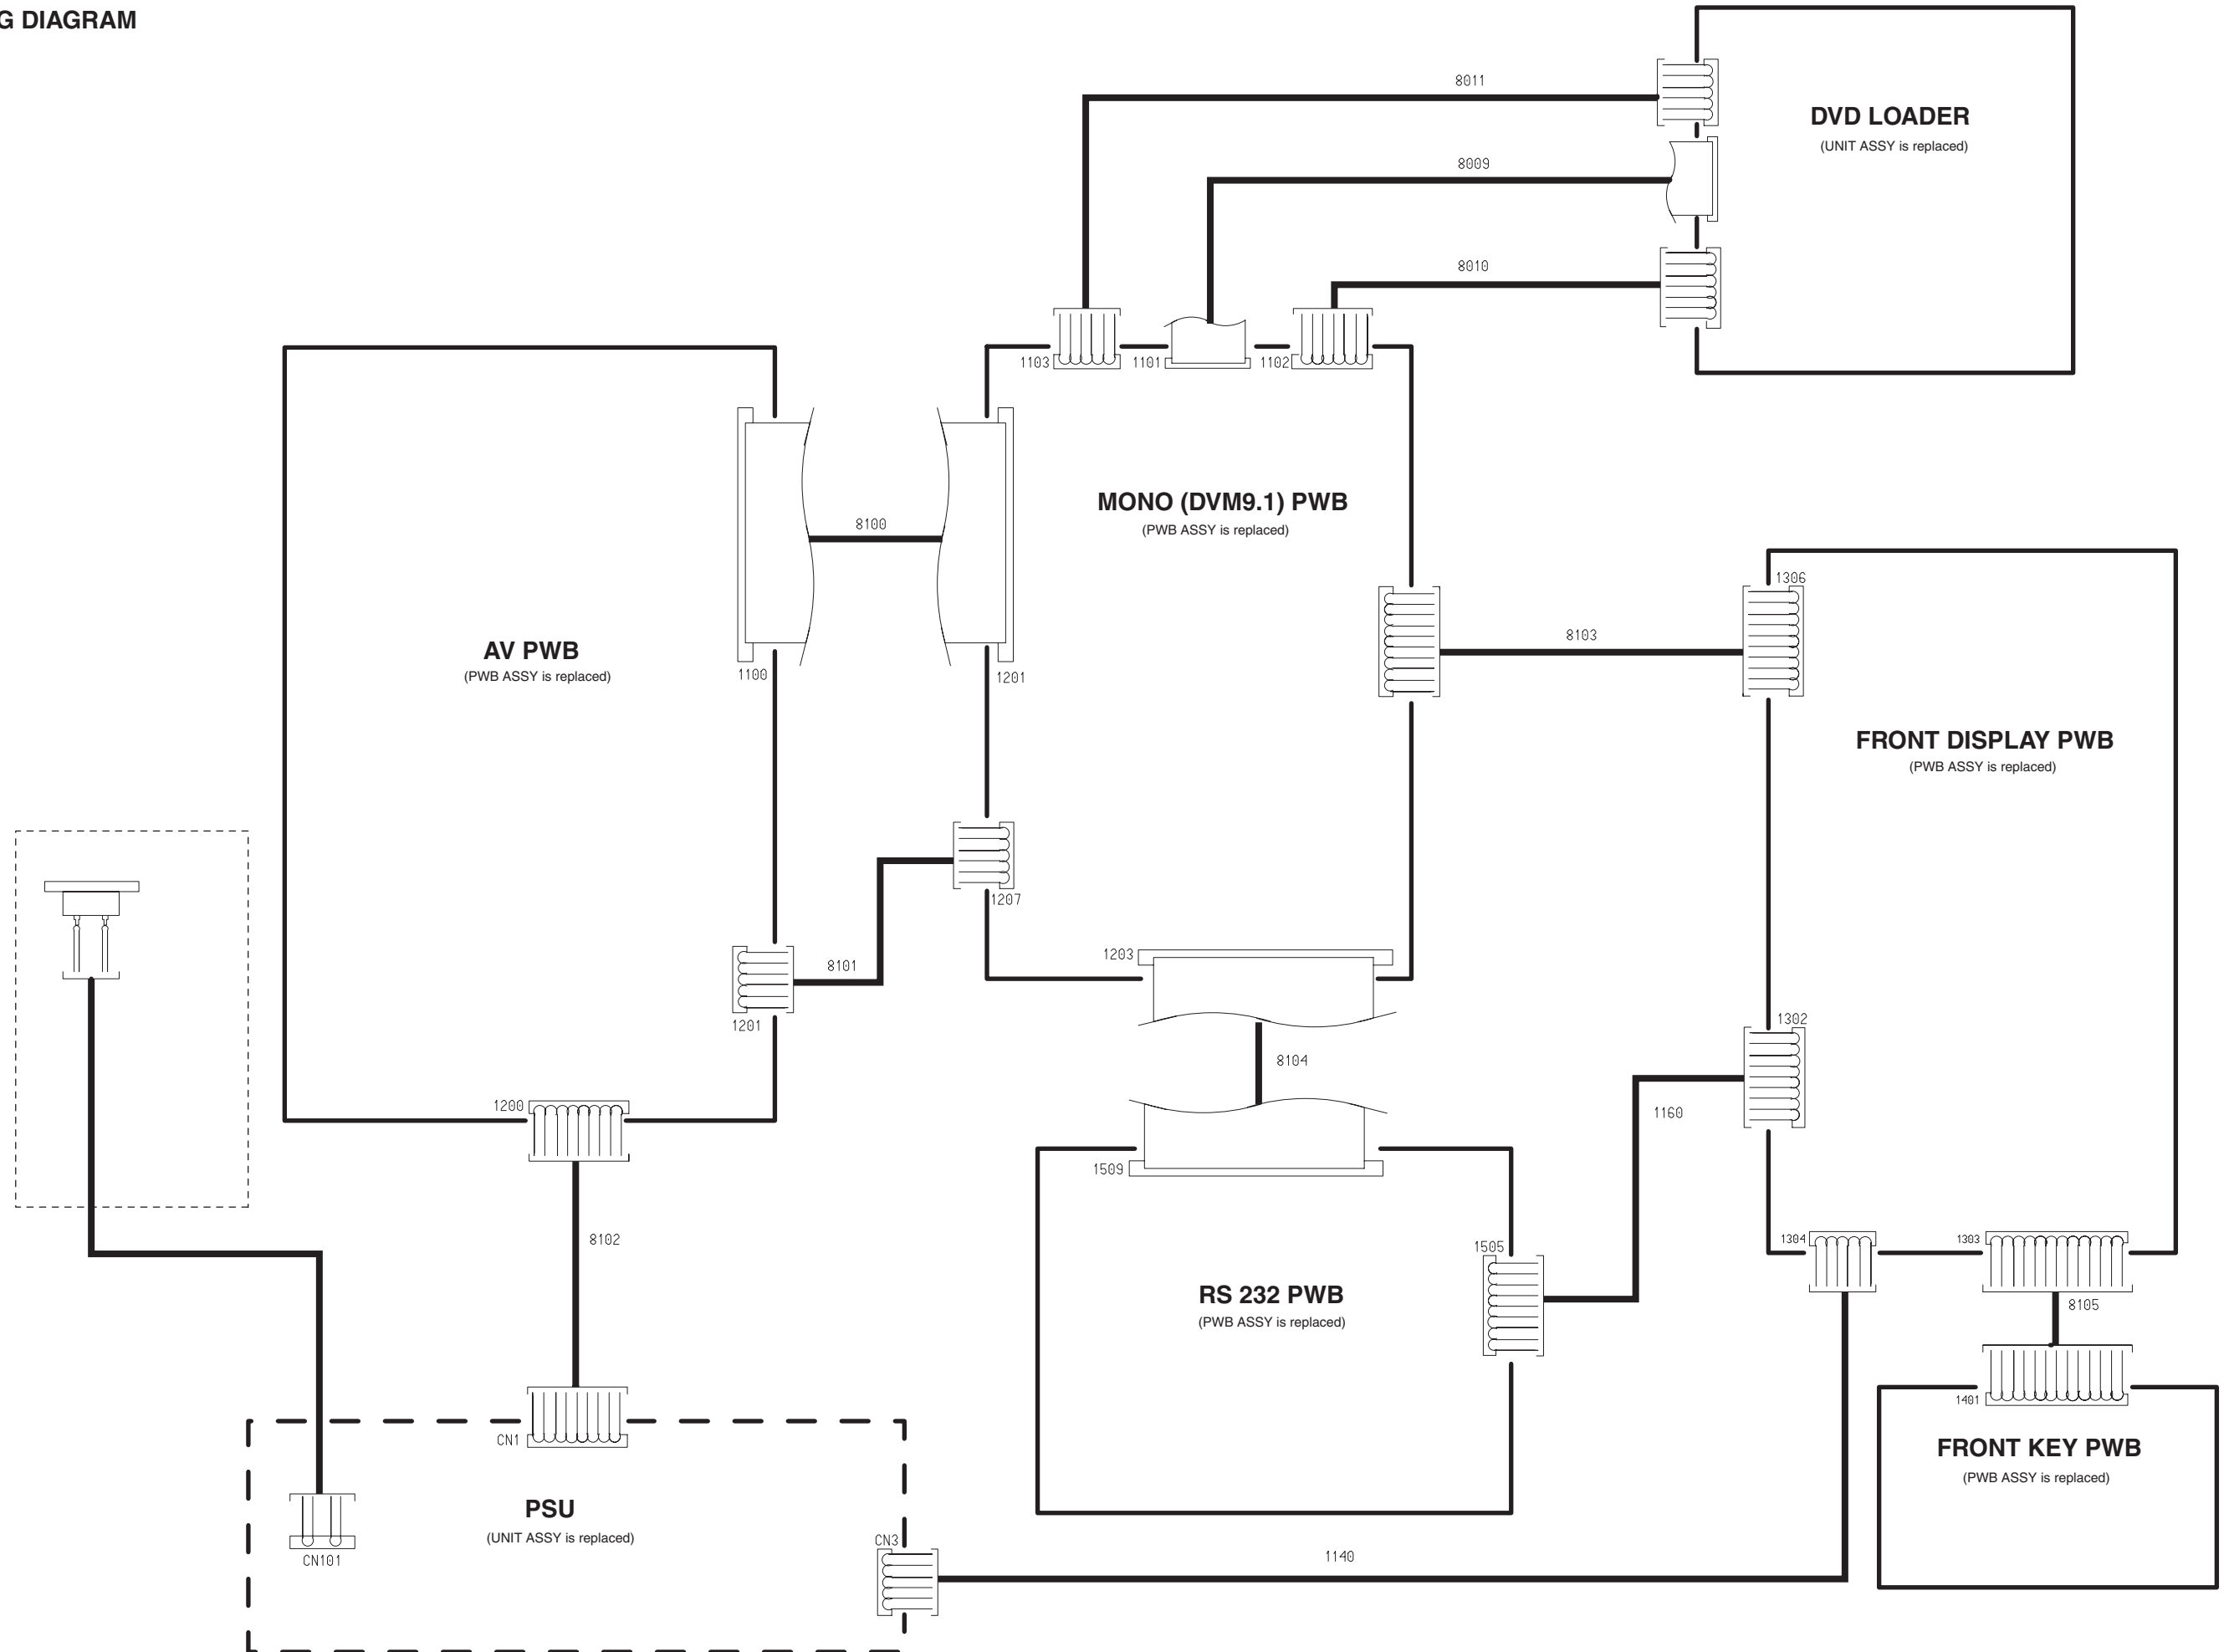 G DIAGRAM
8011
DVD LOADER
(UNIT ASSY is replaced)
8009
8010
1103
1101
1102
MONO (DVM9.1) PWB
(PWB ASSY is replaced)
8100
1306
8103
AV PWB
(PWB ASSY is replaced)
1100
1201
FRONT DISPLAY PWB
(PWB ASSY is replaced)
1207
1203
8101
1201
1302
8104
1200
1160
1509
8102
1505
1304
1303
RS 232 PWB
(PWB ASSY is replaced)
8105
1401
CN1
FRONT KEY PWB
(PWB ASSY is replaced)
PSU
(UNIT ASSY is replaced)
CN3
CN101
1140